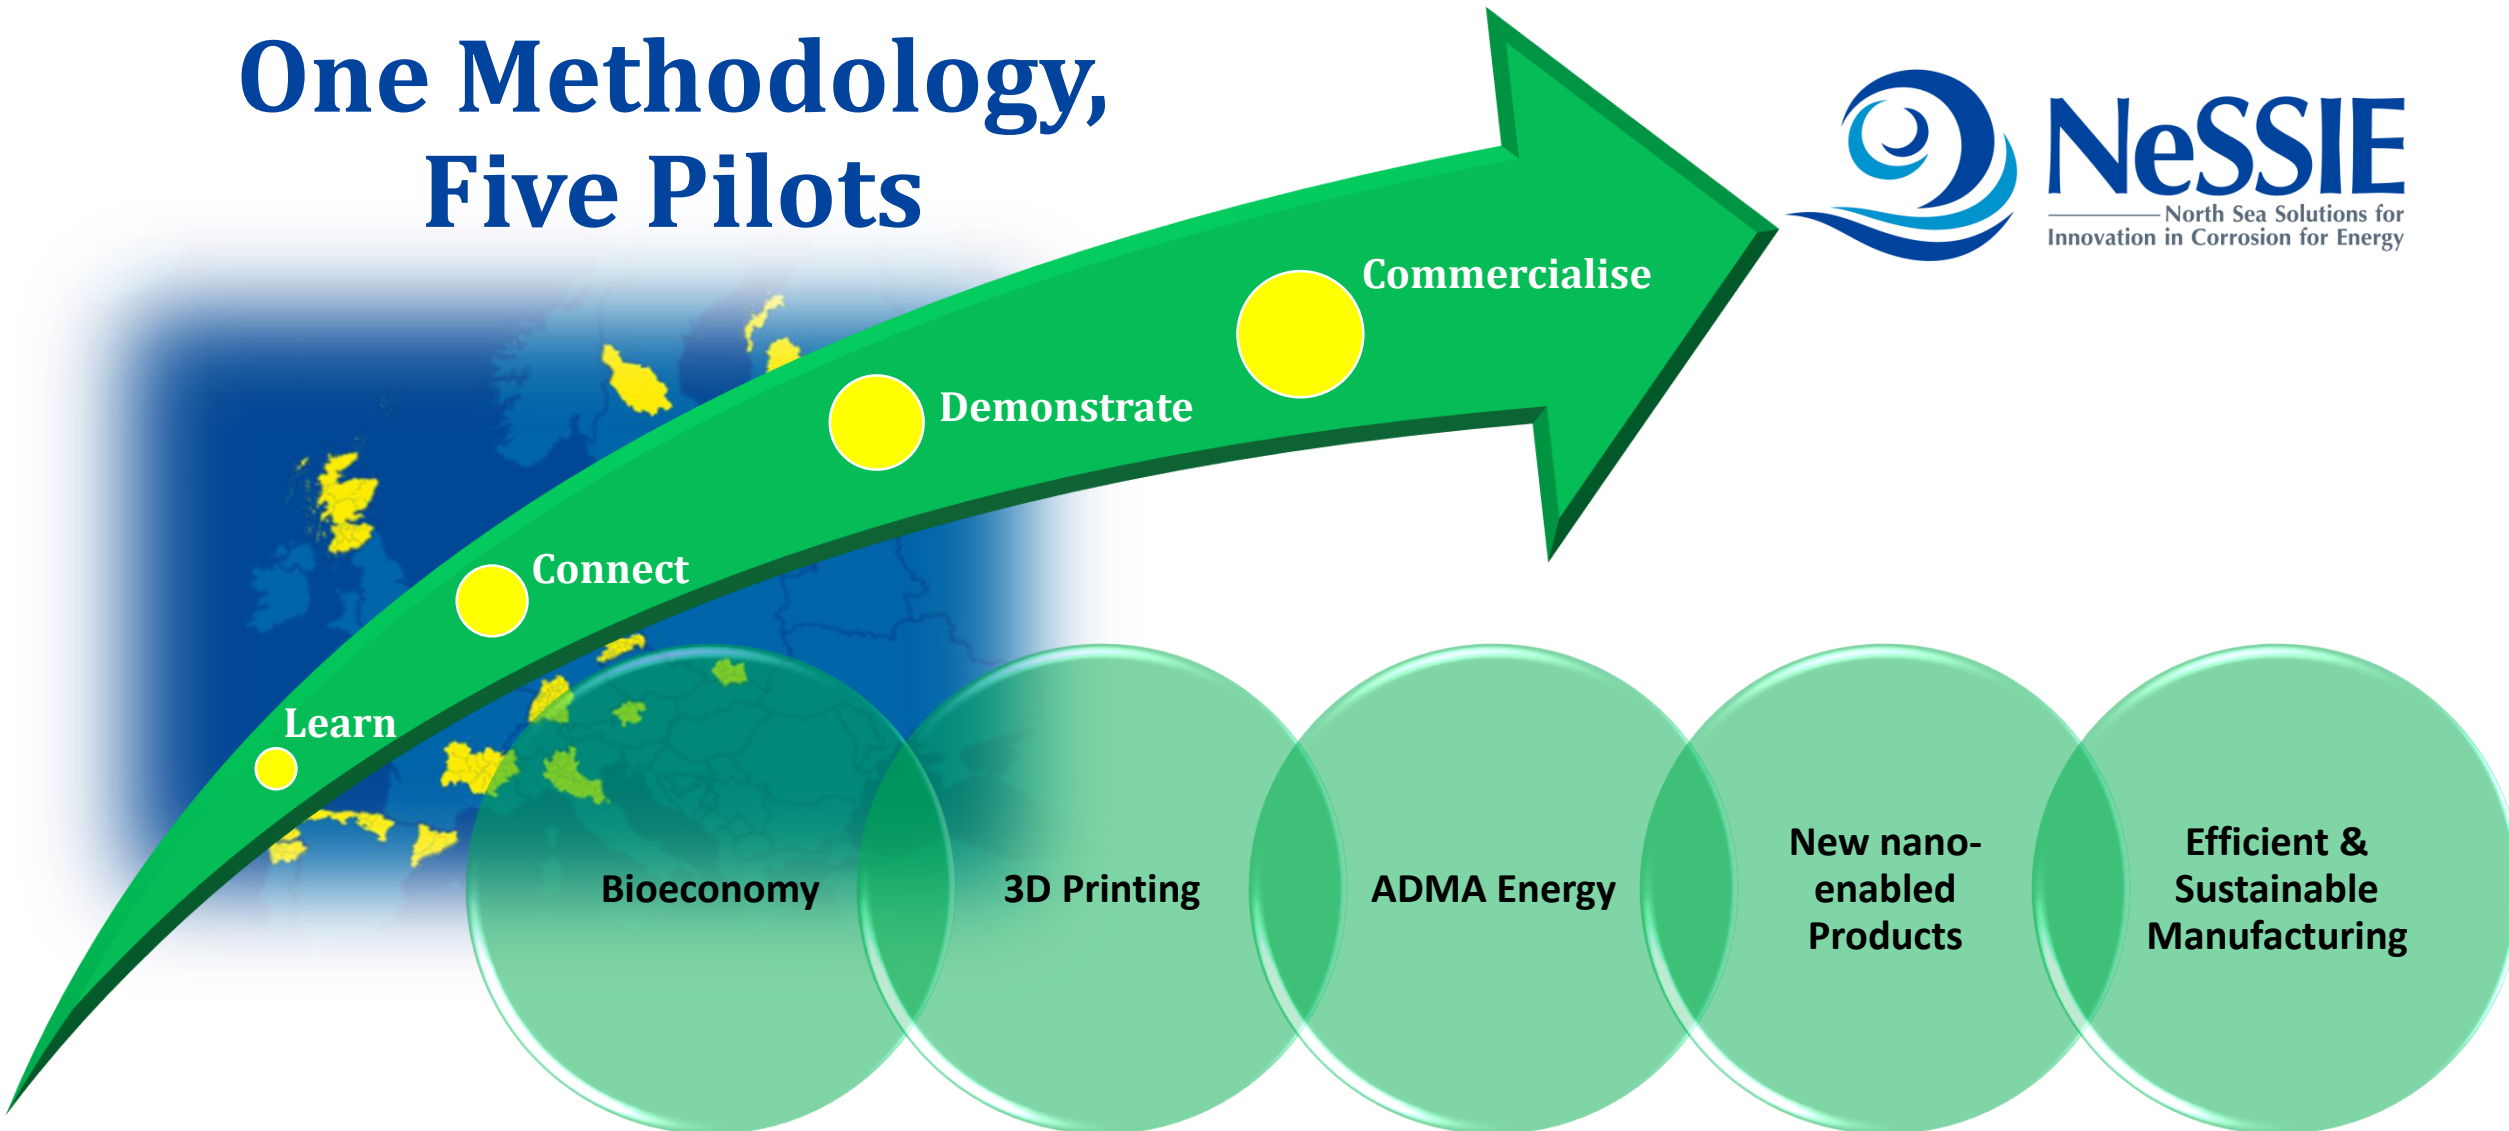 One Methodology,
Five Pilots
NeSSIE
North Sea Solutions for
Innovation in Corrosion for Energy
Commercialise
Demonstrate
Connect
Learn
Bioeconomy
3D Printing
ADMA Energy
New nano-
enabled
Products
Efficient &
Sustainable
Manufacturing